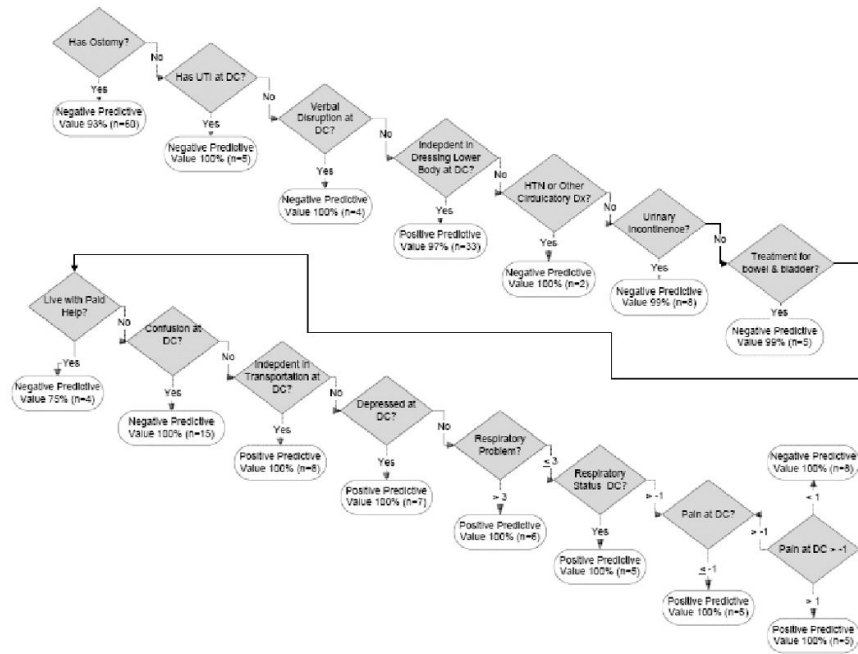 Has Ostomy?
No
Yes
Negative Predictive
Value 93% (n=60)
Has UTI at DC?
No
Yes
Negative Predictive
Value 100% (n=5)
Verbal
Disruption at
DC?
No
Yes
Negative Predictive
Value 100% (n=4)
Indepdent in
Dressing Lower
Body at DC?
No
Yes
Positive Predictive
Value 97% (n=33)
HTN or Other
Cirdulcatory Dx?
No
Yes
Negative Predictive
Value 100% (n=2)
Urinary
Incontinence?
No
Yes
Negative Predictive
Value 99% (n=8)
Treatment for
bowel & bladder?
Yes
Negative Predictive
Value 99% (n=5)
Live with Paid
Help?
No
Yes
Negative Predictive
Value 75% (n=4)
Confusion at
DC?
No
Yes
Negative Predictive
Value 100% (n=15)
Indepdent in
Transportation at
DC?
No
Yes
Positive Predictive
Value 100% (n=8)
Depressed at
DC?
No
Yes
Positive Predictive
Value 100% (n=7)
Respiratory
Problem?
≤ 3
> 3
Positive Predictive
Value 100% (n=6)
Respiratory
Status DC?
> -1
Yes
Positive Predictive
Value 100% (n=5)
Pain at DC?
> -1
≤ -1
Positive Predictive
Value 100% (n=5)
Negative Predictive
Value 100% (n=8)
< 1
Pain at DC > -1
> 1
Positive Predictive
Value 100% (n=5)